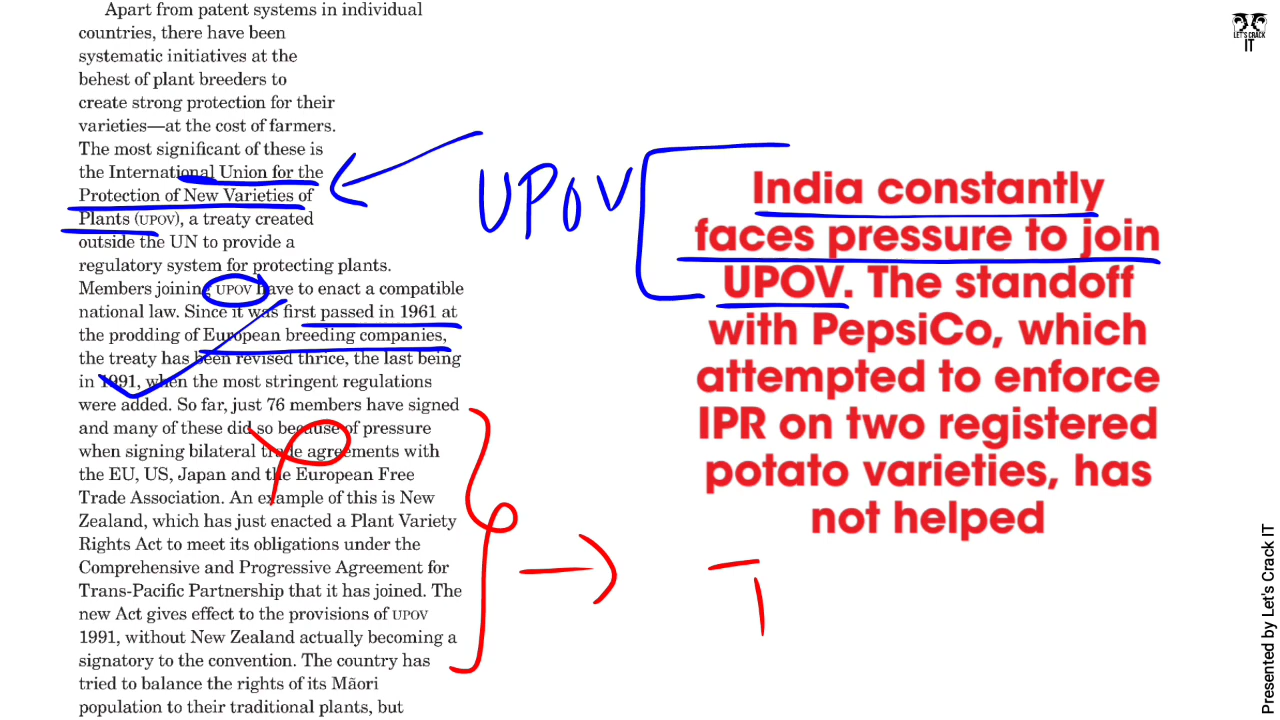 Apart from patent systems in individual
countries, there have been
systematic initiatives at the
behest of plant breeders to
create strong protection for their
varieties—at the cost of farmers.
The most significant of these is
the International Union for the
Protection of New Varieties of
Plants (UPOV), a treaty created
outside the UN to provide a
regulatory system for protecting plants.
Members joining UPOV have to enact a compatible
national law. Since it was first passed in 1961 at
the prodding of European breeding companies,
the treaty has been revised thrice, the last being
in 1991, when the most stringent regulations
were added. So far, just 76 members have signed
and many of these did so because of pressure
when signing bilateral trade agreements with
the EU, US, Japan and the European Free
Trade Association. An example of this is New
Zealand, which has just enacted a Plant Variety
Rights Act to meet its obligations under the
Comprehensive and Progressive Agreement for
Trans-Pacific Partnership that it has joined. The
new Act gives effect to the provisions of UPOV
1991, without New Zealand actually becoming a
signatory to the convention. The country has
tried to balance the rights of its Māori
population to their traditional plants, but
UPOV
India constantly
faces pressure to join
UPOV. The standoff
with PepsiCo, which
attempted to enforce
IPR on two registered
potato varieties, has
not helped
LET'S CRACK
IT
Presented by Let's Crack IT